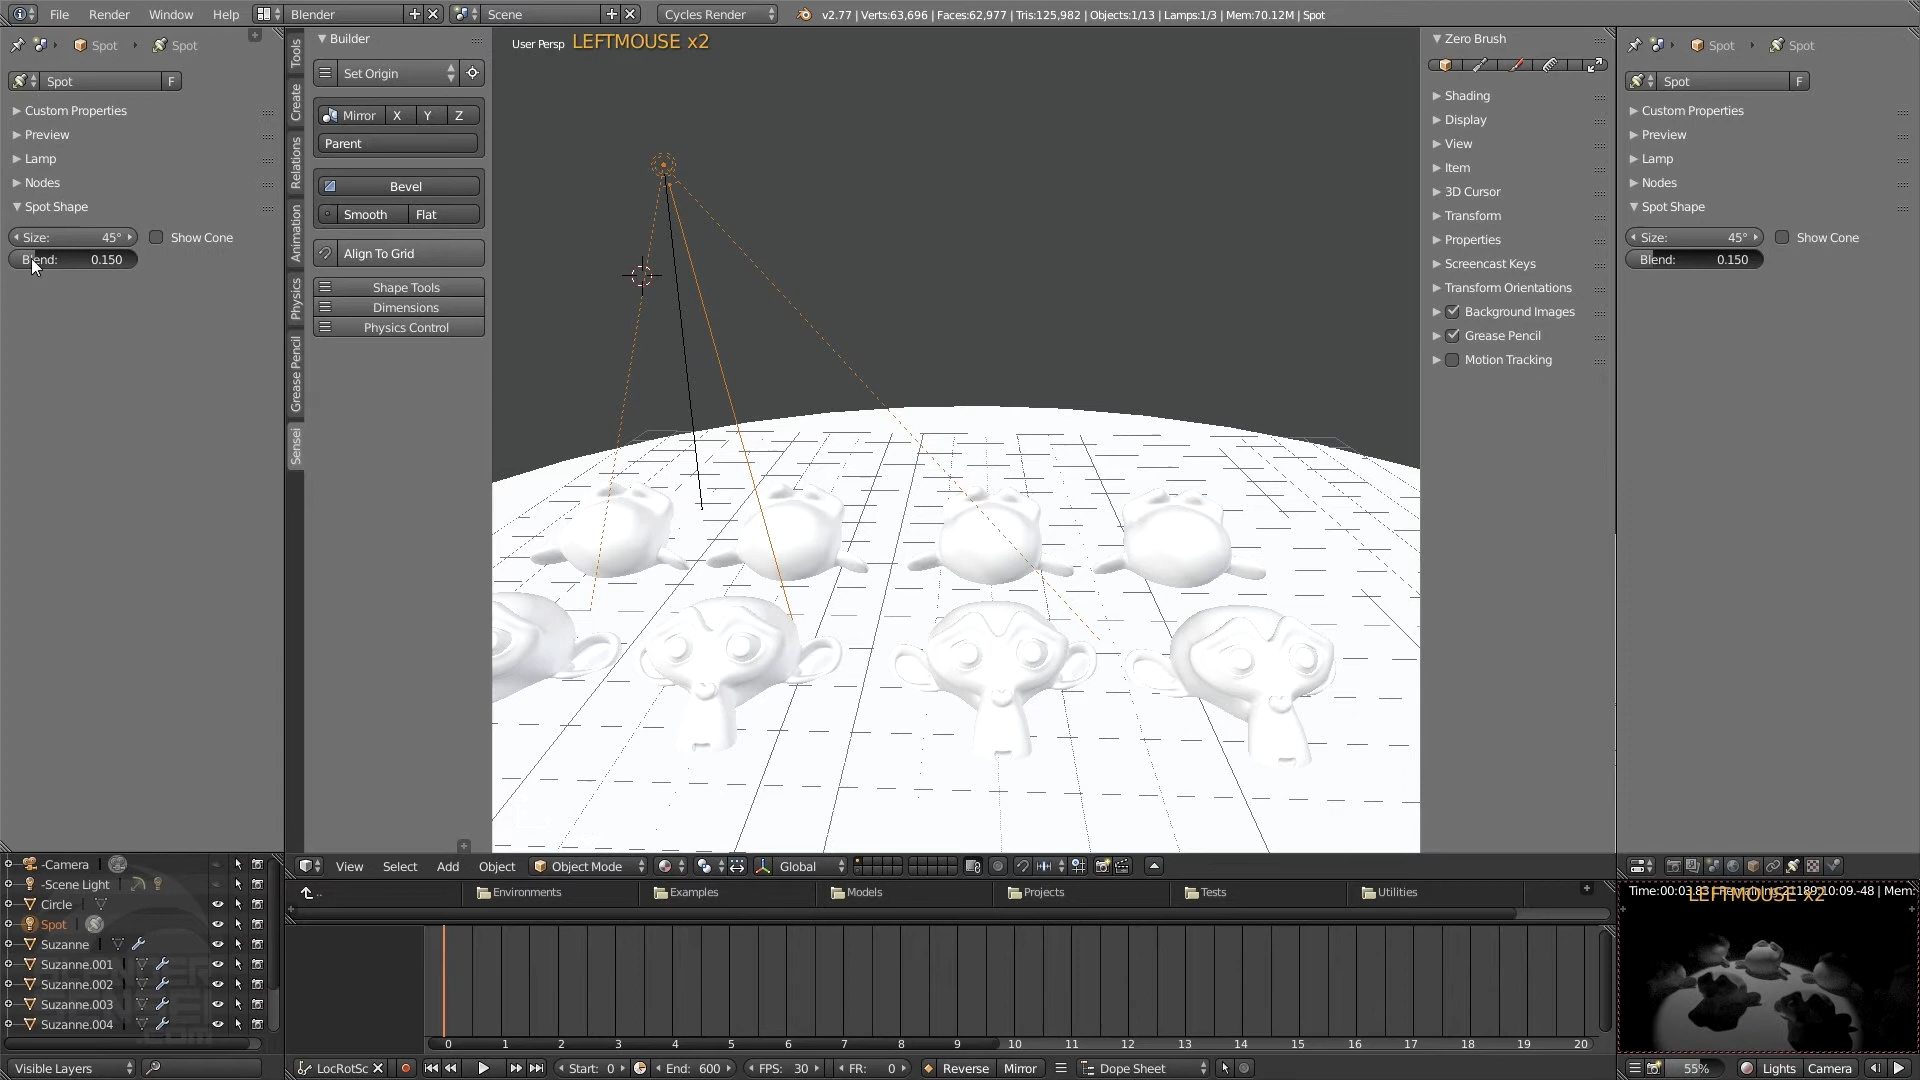 File Render Window Help Blender Scene Cycles Render v2.77 | Verts:63,696 | Faces:62,977 | Tris:125,982 | Objects:1/13 | Lamps:1/3 | Mem:70.12M | Spot
Spot Spot
Spot F
Custom Properties
Preview
Lamp
Nodes
Spot Shape
Size: 45° Show Cone
Blend: 0.150
Tools
Create
Relations
Animation
Physics
Grease Pencil
Sensei
Builder
Set Origin
Mirror X Y Z
Parent
Bevel
Smooth Flat
Align To Grid
Shape Tools
Dimensions
Physics Control
User Persp LEFTMOUSE x2
Zero Brush
Shading
Display
View
Item
3D Cursor
Transform
Properties
Screencast Keys
Transform Orientations
Background Images
Grease Pencil
Motion Tracking
Spot Spot
Spot F
Custom Properties
Preview
Lamp
Nodes
Spot Shape
Size: 45° Show Cone
Blend: 0.150
-Camera
-Scene Light
Circle
Spot
Suzanne
Suzanne.001
Suzanne.002
Suzanne.003
Suzanne.004
Visible Layers
View Select Add Object Object Mode Global
.. Environments Examples Models Projects Tests Utilities
0 1 2 3 4 5 6 7 8 9 10 11 12 13 14 15 16 17 18 19 20
LocRotSc Start: 0 End: 600 FPS: 30 FR: 0 Reverse Mirror Dope Sheet
Time:00:03.83 | Mem:
LEFTMOUSE x2
55% Lights Camera